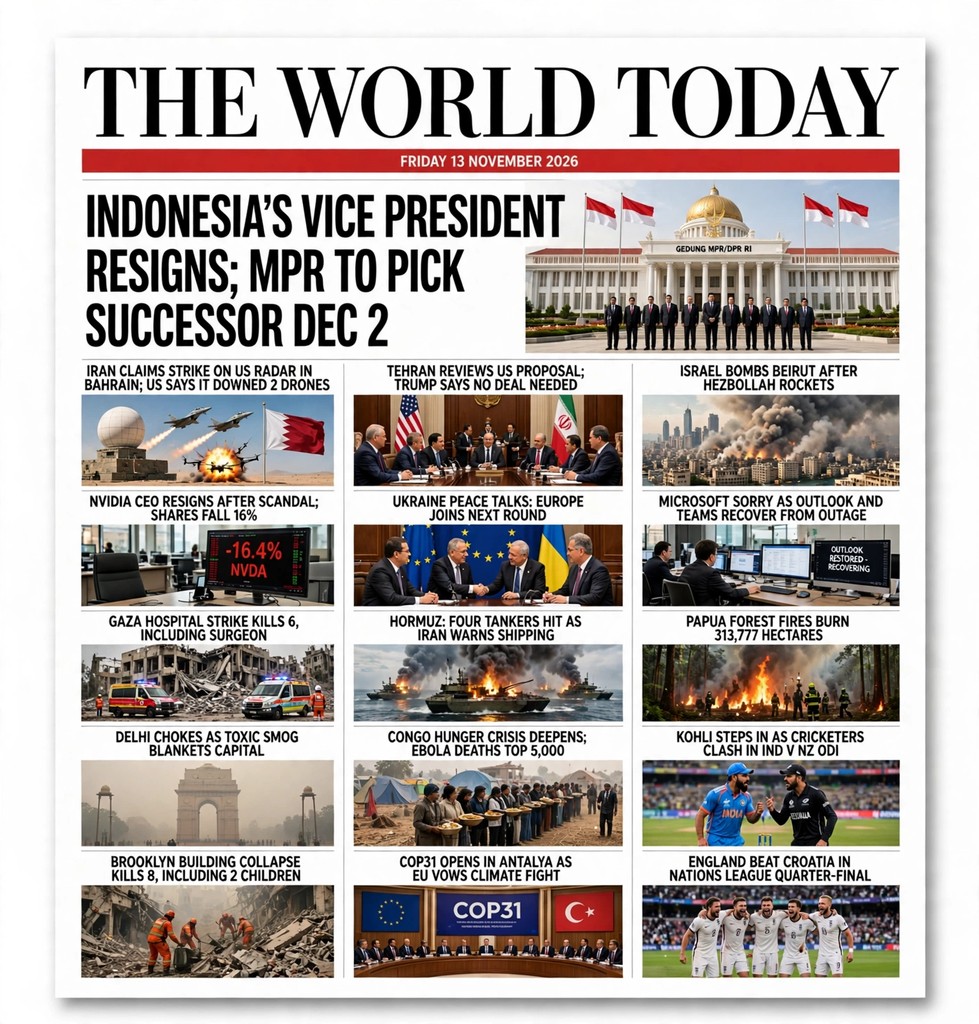 THE WORLD TODAY
FRIDAY 13 NOVEMBER 2026
INDONESIA'S VICE PRESIDENT
RESIGNS; MPR TO PICK
SUCCESSOR DEC 2
GEDUNG MPR/DPR RI
IRAN CLAIMS STRIKE ON US RADAR IN
BAHRAIN; US SAYS IT DOWNED 2 DRONES
TEHRAN REVIEWS US PROPOSAL;
TRUMP SAYS NO DEAL NEEDED
ISRAEL BOMBS BEIRUT AFTER
HEZBOLLAH ROCKETS
NVIDIA CEO RESIGNS AFTER SCANDAL;
SHARES FALL 16%
-16.4%
NVDA
UKRAINE PEACE TALKS: EUROPE
JOINS NEXT ROUND
MICROSOFT SORRY AS OUTLOOK AND
TEAMS RECOVER FROM OUTAGE
OUTLOOK
RESTORED -
RECOVERING
GAZA HOSPITAL STRIKE KILLS 6,
INCLUDING SURGEON
HORMUZ: FOUR TANKERS HIT AS
IRAN WARNS SHIPPING
PAPUA FOREST FIRES BURN
313,777 HECTARES
DELHI CHOKES AS TOXIC SMOG
BLANKETS CAPITAL
CONGO HUNGER CRISIS DEEPENS;
EBOLA DEATHS TOP 5,000
KOHLI STEPS IN AS CRICKETERS
CLASH IN IND V NZ ODI
INDIA
BROOKLYN BUILDING COLLAPSE
KILLS 8, INCLUDING 2 CHILDREN
COP31 OPENS IN ANTALYA AS
EU VOWS CLIMATE FIGHT
COP31
ENGLAND BEAT CROATIA IN
NATIONS LEAGUE QUARTER-FINAL